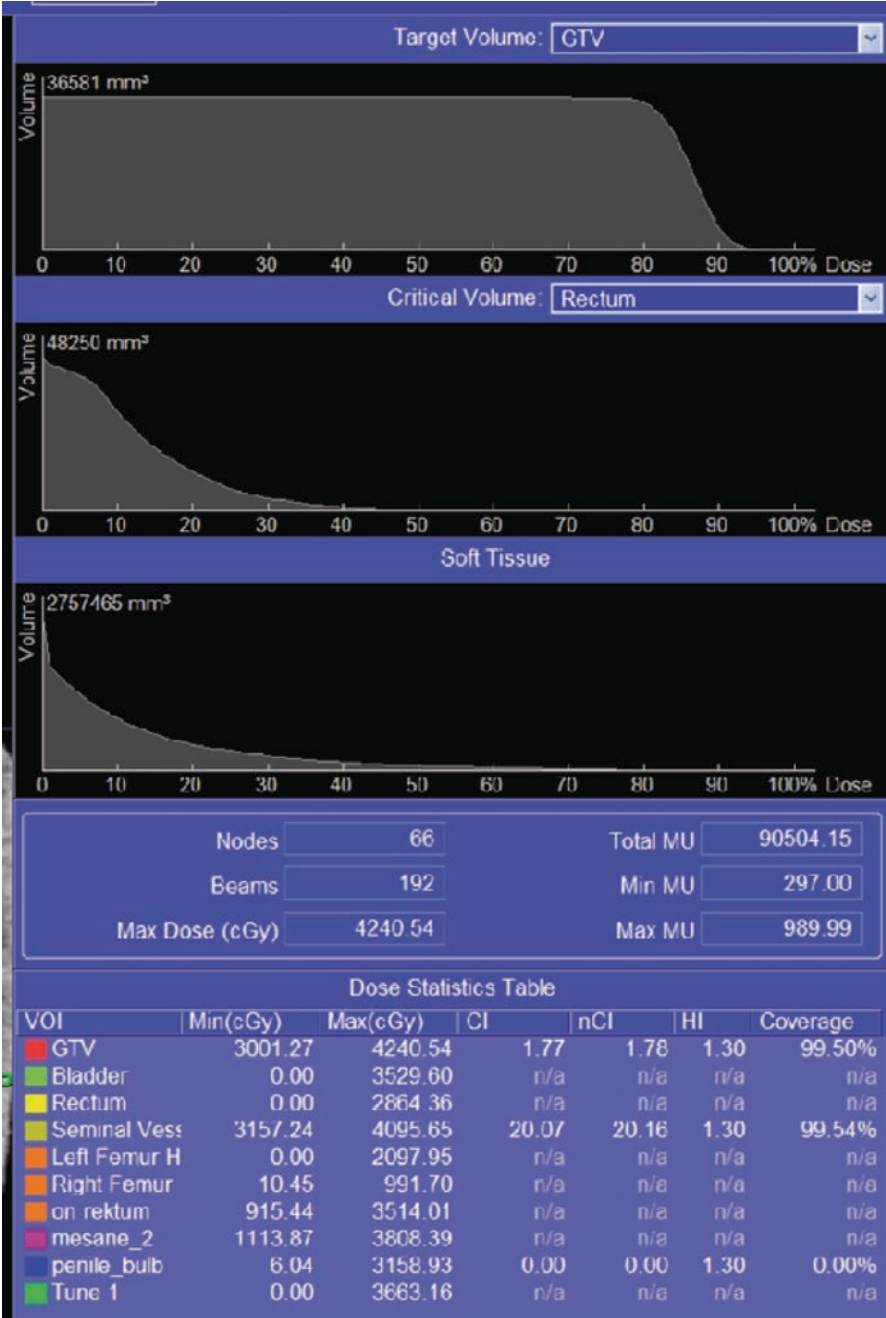 Target Volume: GTV
Volume
36581 mm³
0 10 20 30 40 50 60 70 80 90 100% Dose
Critical Volume: Rectum
Volume
48250 mm³
0 10 20 30 40 50 60 70 80 90 100% Dose
Soft Tissue
Volume
2757465 mm³
0 10 20 30 40 50 60 70 80 90 100% Dose
Nodes 66 Total MU 90504.15
Beams 192 Min MU 297.00
Max Dose (cGy) 4240.54 Max MU 989.99
Dose Statistics Table
VOI Min(cGy) Max(cGy) CI nCI HI Coverage
GTV 3001.27 4240.54 1.77 1.78 1.30 99.50%
Bladder 0.00 3529.60 n/a n/a n/a n/a
Rectum 0.00 2864.36 n/a n/a n/a n/a
Seminal Vess 3157.24 4095.65 20.07 20.16 1.30 99.54%
Left Femur H 0.00 2097.95 n/a n/a n/a n/a
Right Femur 10.45 991.70 n/a n/a n/a n/a
on rektum 915.44 3514.01 n/a n/a n/a n/a
mesane_2 1113.87 3808.39 n/a n/a n/a n/a
penile_bulb 6.04 3158.93 0.00 0.00 1.30 0.00%
Tune 1 0.00 3663.16 n/a n/a n/a n/a